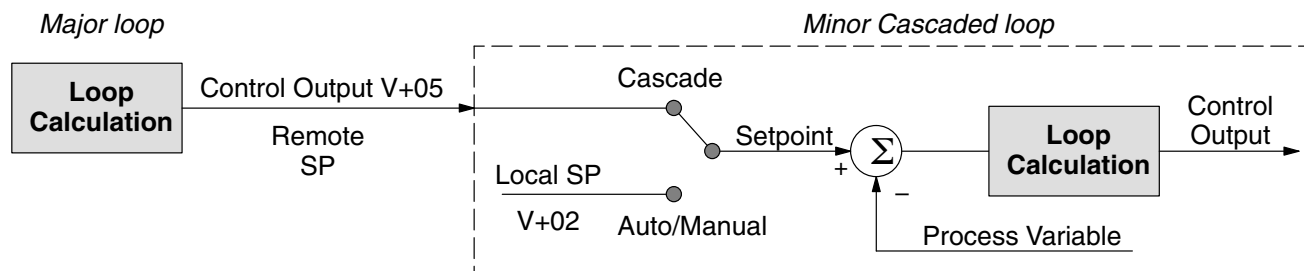 Major loop
Minor Cascaded loop
Loop
Calculation
Control Output V+05
Remote
SP
Cascade
Setpoint
+
Σ
−
Local SP
V+02
Auto/Manual
Process Variable
Loop
Calculation
Control
Output